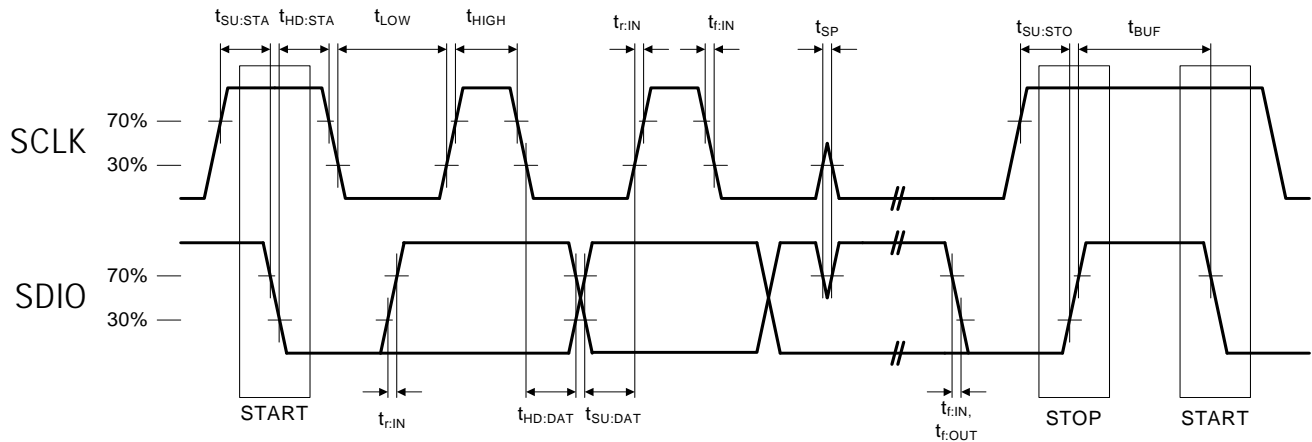 tSU:STA tHD:STA tLOW tHIGH tr:IN tf:IN tSP tSU:STO tBUF
SCLK
70%
30%
SDIO
70%
30%
START
tr:IN
tHD:DAT tSU:DAT
tf:IN,
tf:OUT
STOP
START